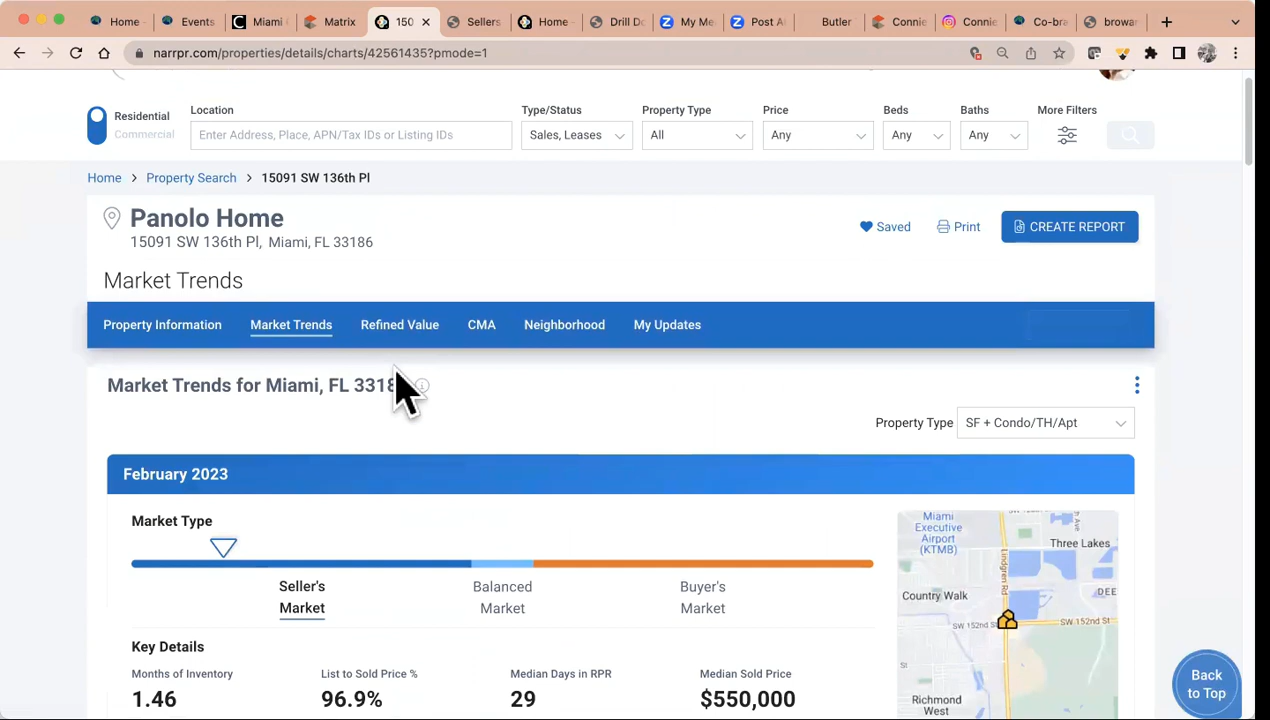 Home
Events
Miami
Matrix
150
Sellers
Home
Drill De
My Me
Post A
Butler
Connie
Connie
Co-bra
browar
narrpr.com/properties/details/charts/42561435?pmode=1
Residential
Commercial
Location
Enter Address, Place, APN/Tax IDs or Listing IDs
Type/Status
Sales, Leases
Property Type
All
Price
Any
Beds
Any
Baths
Any
More Filters
Home > Property Search > 15091 SW 136th Pl
Panolo Home
15091 SW 136th Pl, Miami, FL 33186
Saved
Print
CREATE REPORT
Market Trends
Property Information
Market Trends
Refined Value
CMA
Neighborhood
My Updates
Market Trends for Miami, FL 3318
Property Type
SF + Condo/TH/Apt
February 2023
Market Type
Seller's
Market
Balanced
Market
Buyer's
Market
Key Details
Months of Inventory
1.46
List to Sold Price %
96.9%
Median Days in RPR
29
Median Sold Price
$550,000
Miami
Executive
Airport
(KTMB)
Three Lakes
Lindgren Rd
Country Walk
DEE
SW 152nd St
SW 152nd St
Richmond
West
Back
to Top